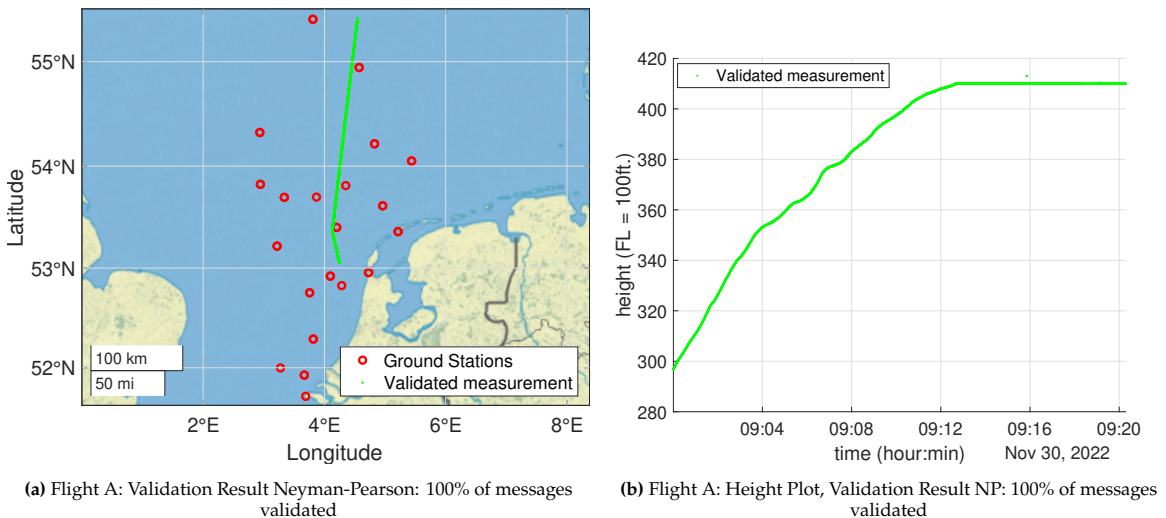 55°N
54°N
53°N
52°N
Latitude
100 km
50 mi
Ground Stations
Validated measurement
2°E
4°E
6°E
8°E
Longitude
(a) Flight A: Validation Result Neyman-Pearson: 100% of messages
validated
420
400
380
360
340
320
300
280
height (FL = 100ft.)
Validated measurement
09:04
09:08
09:12
09:16
09:20
time (hour:min)
Nov 30, 2022
(b) Flight A: Height Plot, Validation Result NP: 100% of messages
validated